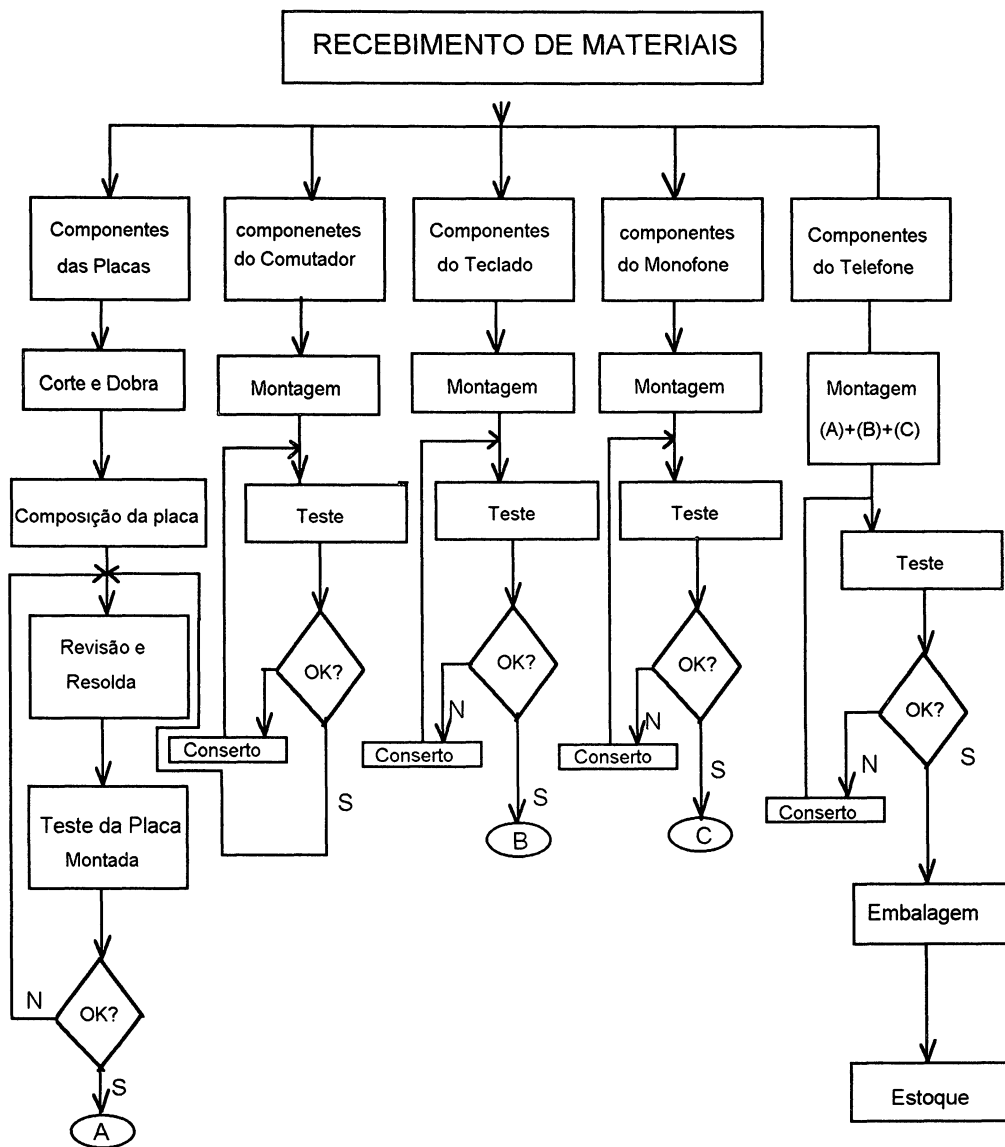 RECEBIMENTO DE MATERIAIS
Componentes
das Placas
componenetes
do Comutador
Componentes
do Teclado
componentes
do Monofone
Componentes
do Telefone
Corte e Dobra
Montagem
Montagem
Montagem
Montagem
(A)+(B)+(C)
Composição da placa
Teste
Teste
Teste
Teste
Revisão e
Resolda
OK?
OK?
OK?
OK?
N
N
N
Conserto
Conserto
Conserto
Conserto
S
S
S
S
Teste da Placa
Montada
B
C
Embalagem
N
OK?
S
A
Estoque